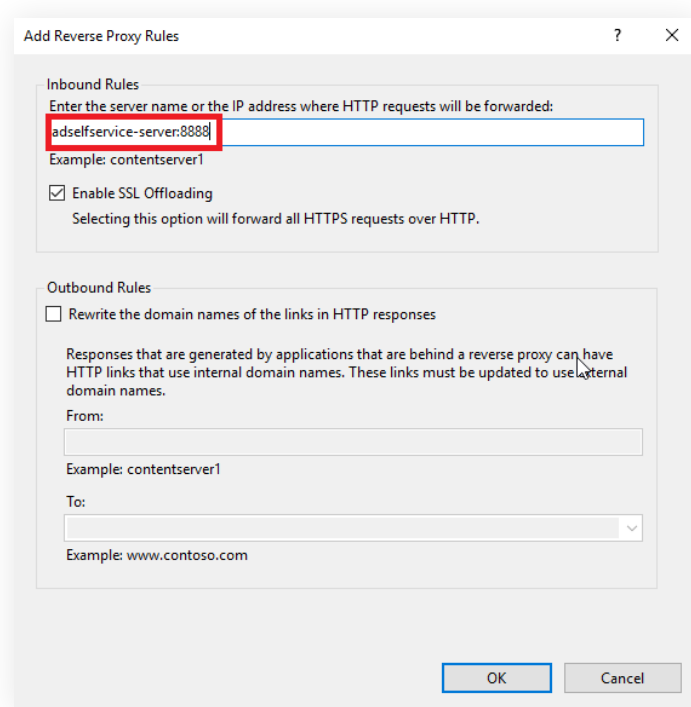 Add Reverse Proxy Rules
?
Inbound Rules
Enter the server name or the IP address where HTTP requests will be forwarded:
adselfservice-server:8888
Example: contentserver1
Enable SSL Offloading
Selecting this option will forward all HTTPS requests over HTTP.
Outbound Rules
Rewrite the domain names of the links in HTTP responses
Responses that are generated by applications that are behind a reverse proxy can have
HTTP links that use internal domain names. These links must be updated to use external
domain names.
From:
Example: contentserver1
To:
Example: www.contoso.com
OK
Cancel